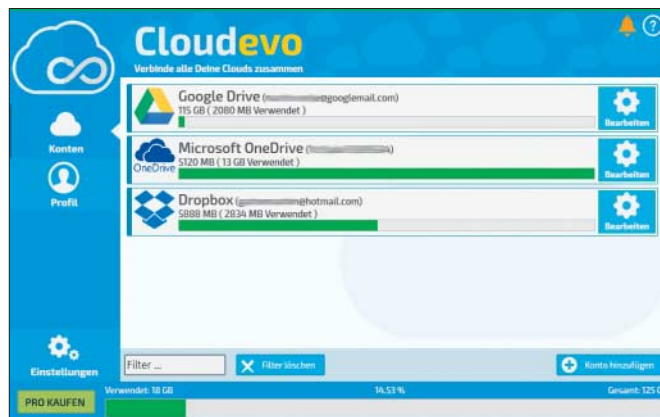 Cloudevo
Verbinde alle Deine Clouds zusammen
?
Konten
Profil
Einstellungen
PRO KAUFEN
Google Drive (@googlemail.com)
115 GB ( 2080 MB Verwendet )
Bearbeiten
OneDrive
Microsoft OneDrive ()
5120 MB ( 13 GB Verwendet )
Bearbeiten
Dropbox (@hotmail.com)
5888 MB ( 2834 MB Verwendet )
Bearbeiten
Filter ...
Filter löschen
Konto hinzufügen
Verwendet: 18 GB
14.53 %
Gesamt: 125 G